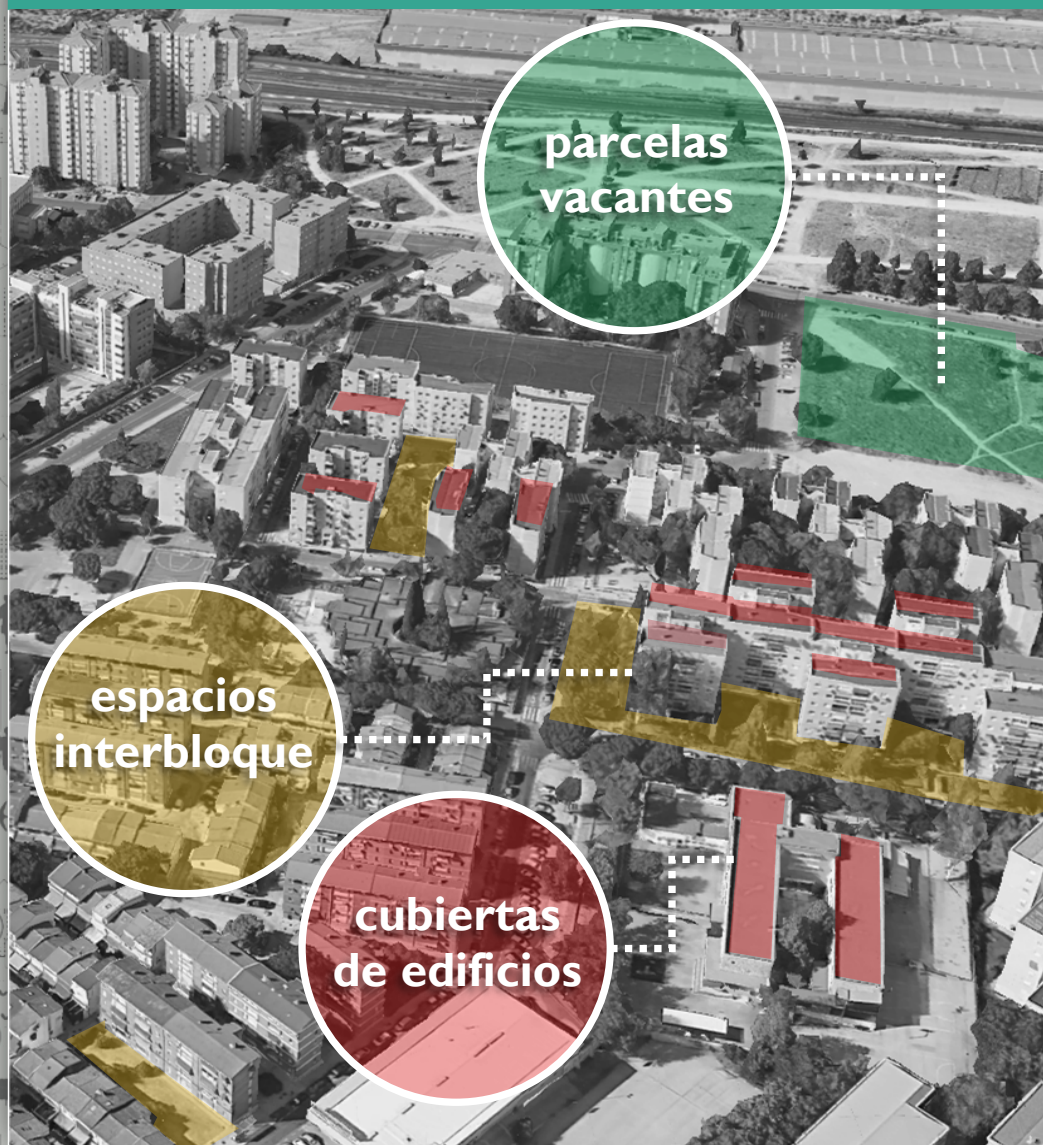 parcelas
vacantes
espacios
interbloque
cubiertas
de edificios